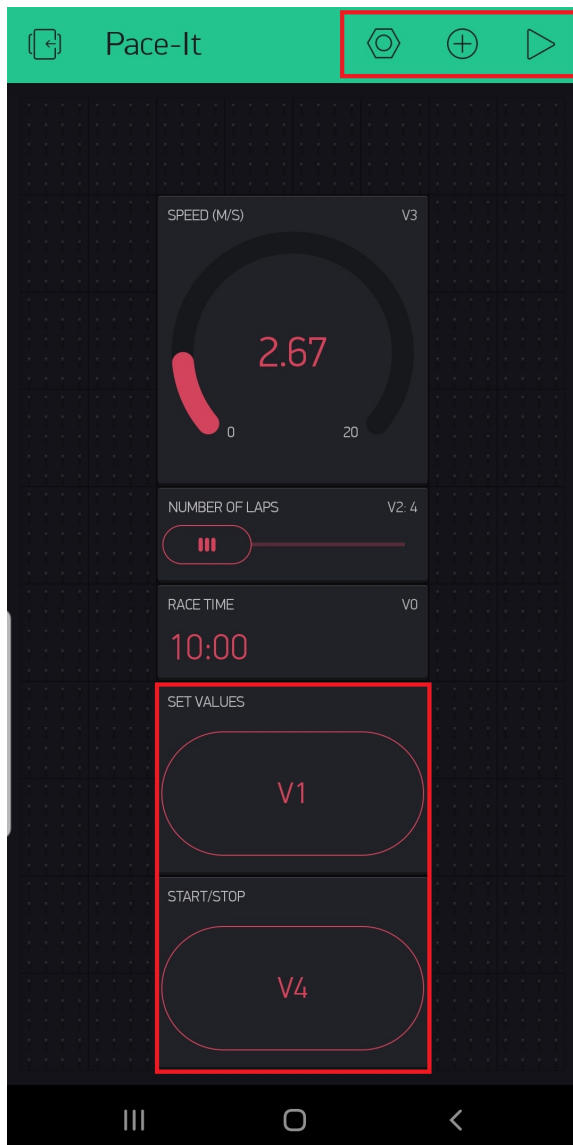 Pace-It
SPEED (M/S) V3
2.67
0 20
NUMBER OF LAPS V2: 4
RACE TIME V0
10:00
SET VALUES
V1
START/STOP
V4